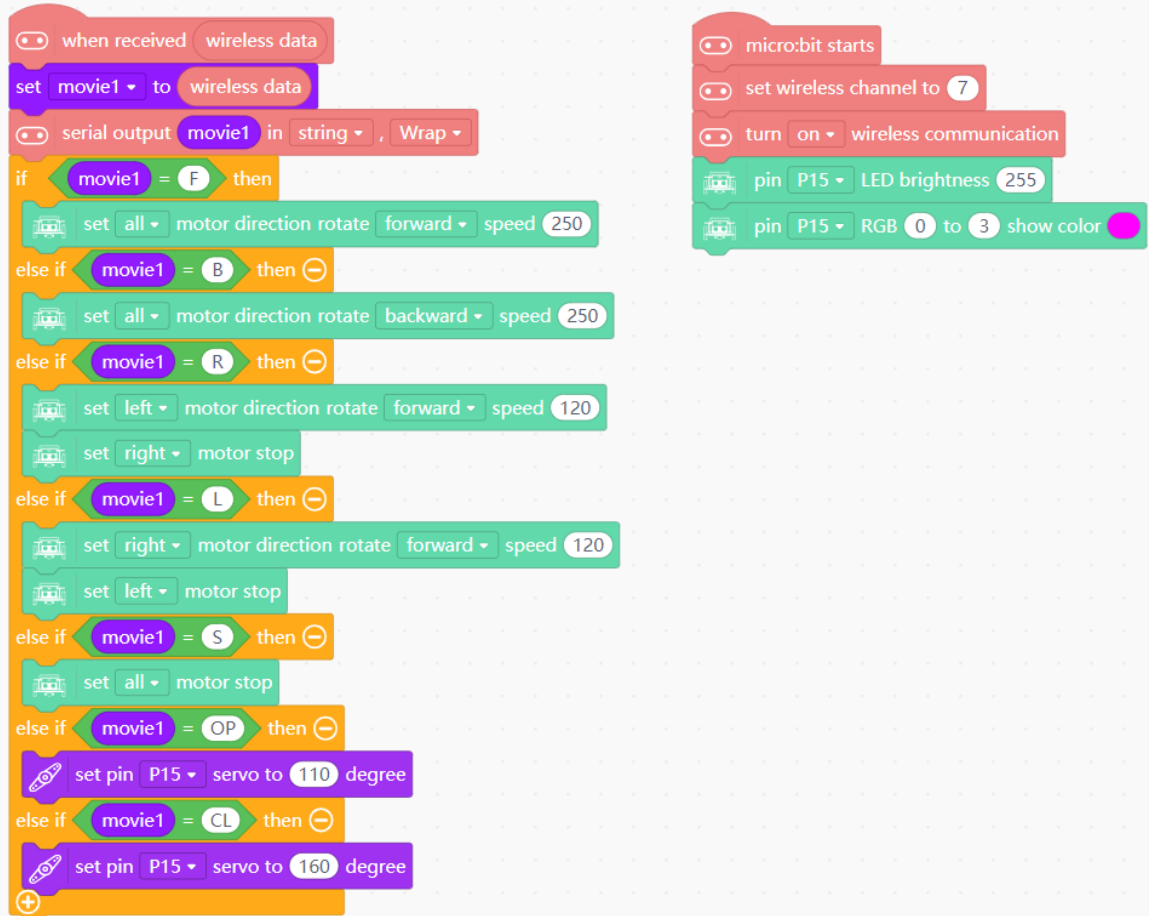 when received wireless data
set movie1 to wireless data
serial output movie1 in string , Wrap
if movie1 = F then
set all motor direction rotate forward speed 250
else if movie1 = B then
set all motor direction rotate backward speed 250
else if movie1 = R then
set left motor direction rotate forward speed 120
set right motor stop
else if movie1 = L then
set right motor direction rotate forward speed 120
set left motor stop
else if movie1 = S then
set all motor stop
else if movie1 = OP then
set pin P15 servo to 110 degree
else if movie1 = CL then
set pin P15 servo to 160 degree
micro:bit starts
set wireless channel to 7
turn on wireless communication
pin P15 LED brightness 255
pin P15 RGB 0 to 3 show color